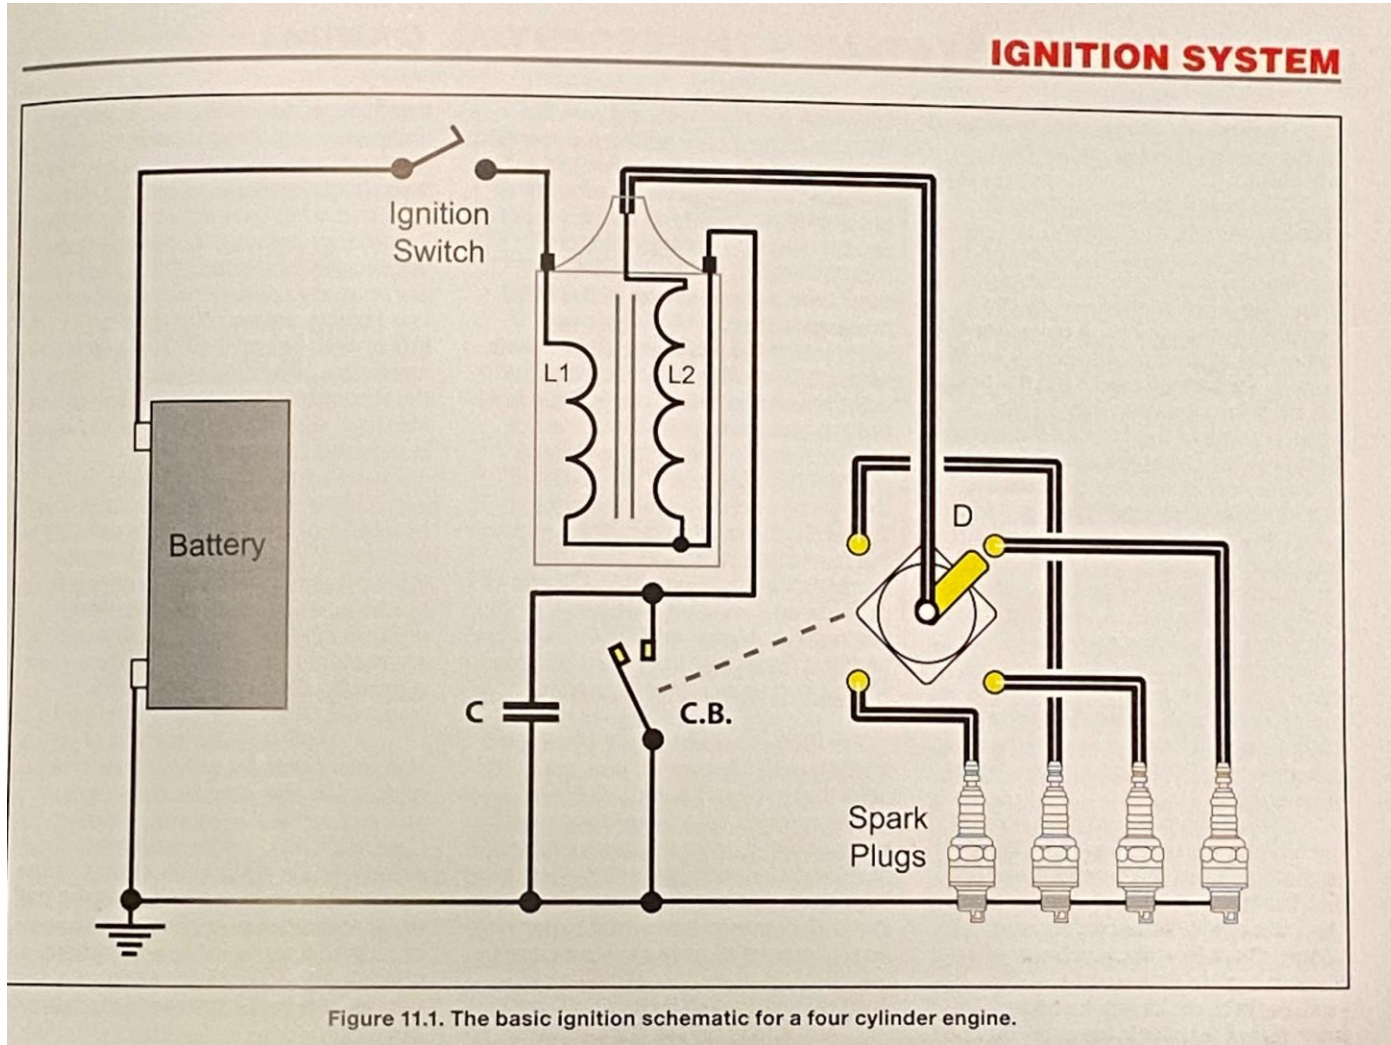 IGNITION SYSTEM
Ignition
Switch
L1
L2
Battery
D
C
C.B.
Spark
Plugs
Figure 11.1. The basic ignition schematic for a four cylinder engine.